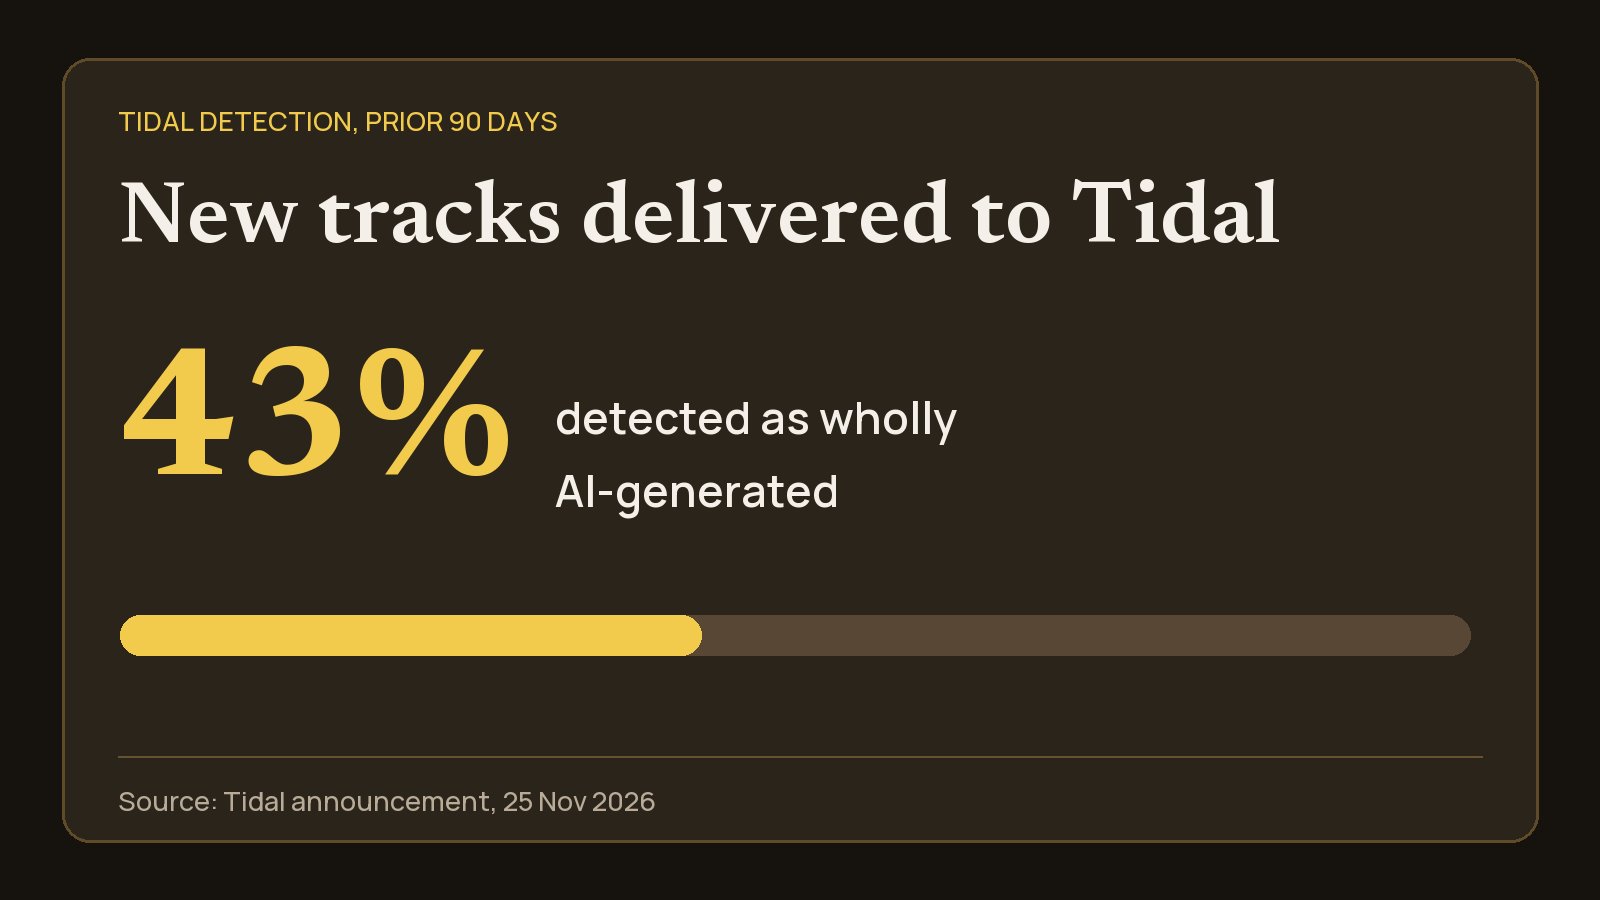 TIDAL DETECTION, PRIOR 90 DAYS
New tracks delivered to Tidal
43%
detected as wholly
AI-generated
Source: Tidal announcement, 25 Nov 2026